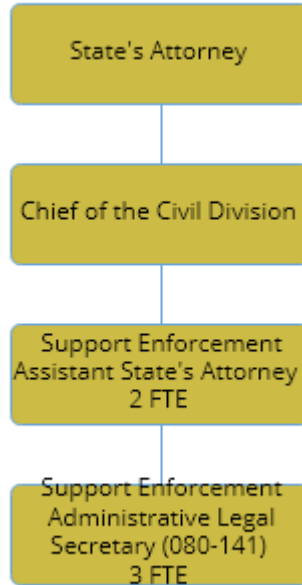 State's Attorney
Chief of the Civil Division
Support Enforcement
Assistant State's Attorney
2 FTE
Support Enforcement
Administrative Legal
Secretary (080-141)
3 FTE